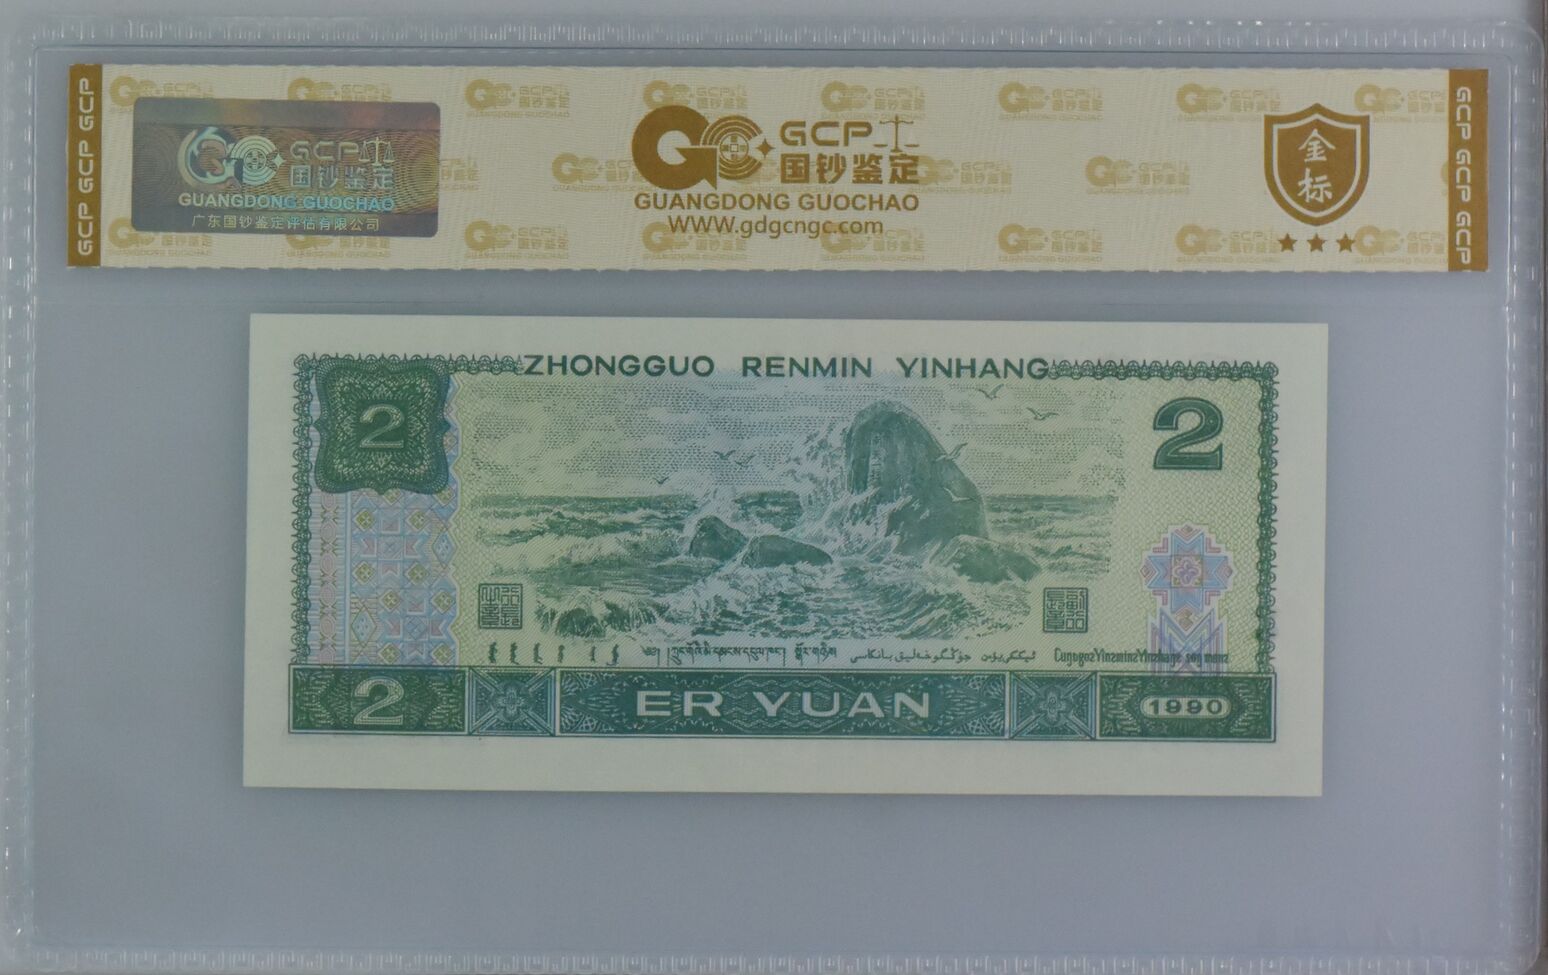 GCP GCP GCP
GCP
国钞鉴定
GUANGDONG GUOCHAO
广东国钞鉴定评估有限公司
GCP
国钞鉴定
GUANGDONG GUOCHAO
WWW.gdgcngc.com
金标
GCP GCP GCP
ZHONGGUO RENMIN YINHANG
2
2
2
ER YUAN
1990